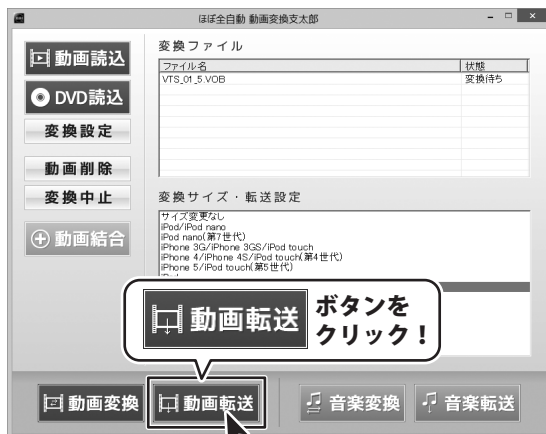 ほぼ全自動 動画変換支太郎
動画読込
DVD読込
変換設定
動画削除
変換中止
動画結合
変換ファイル
ファイル名
状態
VTS_01_5.VOB
変換待ち
変換サイズ・転送設定
サイズ変更なし
iPod/iPod nano
iPod nano(第7世代)
iPhone 3G/iPhone 3GS/iPod touch
iPhone 4/iPhone 4S/iPod touch(第4世代)
iPhone 5/iPod touch(第5世代)
動画転送
ボタンを
クリック!
動画変換
動画転送
音楽変換
音楽転送